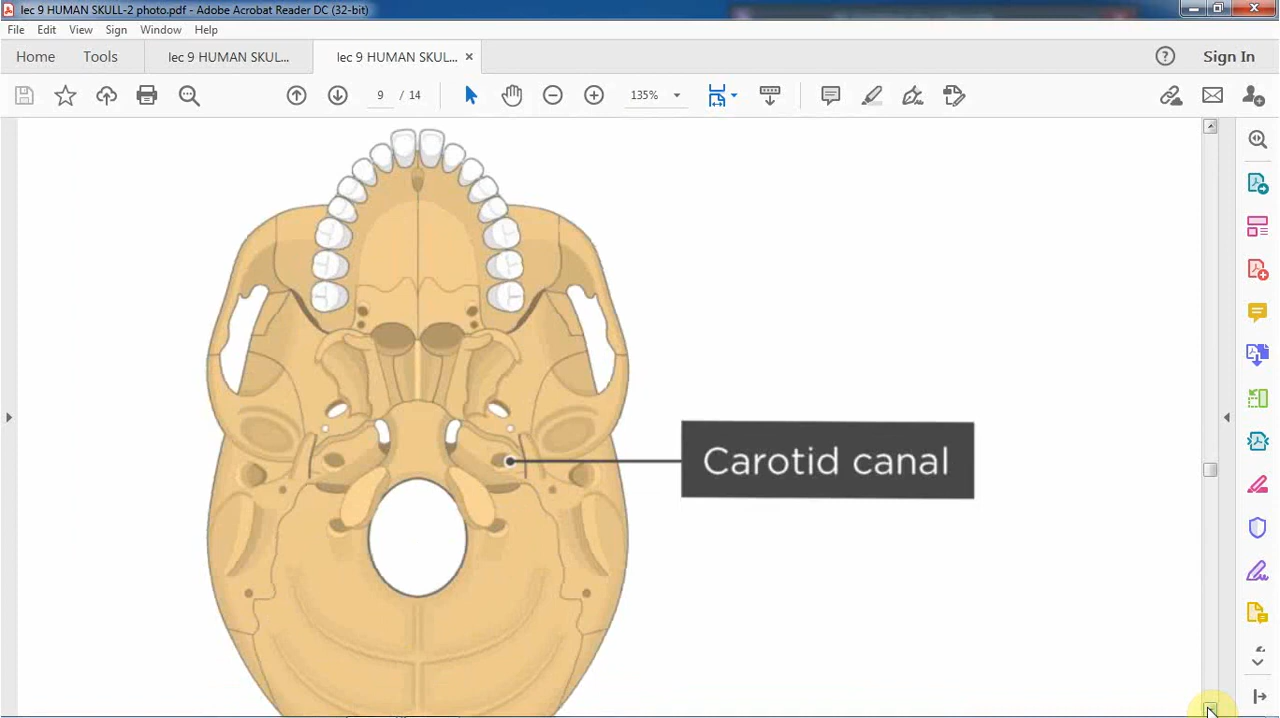 lec 9 HUMAN SKULL-2 photo.pdf - Adobe Acrobat Reader DC (32-bit)
File Edit View Sign Window Help
Home Tools lec 9 HUMAN SKUL... lec 9 HUMAN SKUL... × ? Sign In
9 / 14 135%
Carotid canal